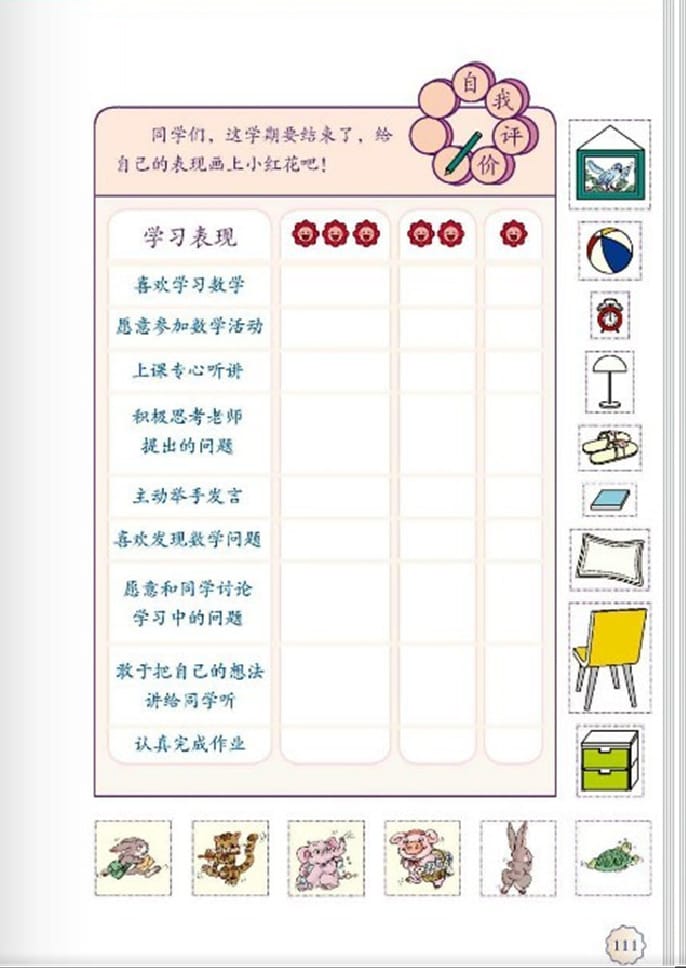 自我评价
同学们，这学期要结束了，给
自己的表现画上小红花吧！
学习表现
喜欢学习数学
愿意参加数学活动
上课专心听讲
积极思考老师
提出的问题
主动举手发言
喜欢发现数学问题
愿意和同学讨论
学习中的问题
敢于把自己的想法
讲给同学听
认真完成作业
111